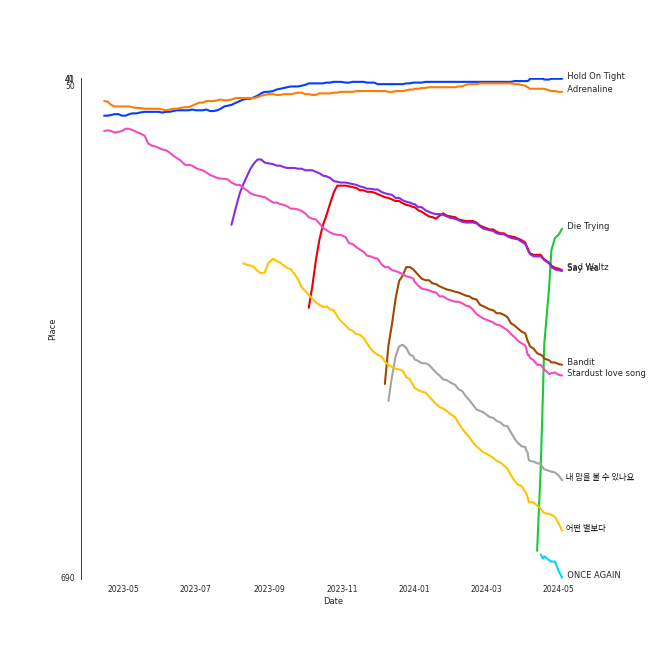 50
Hold On Tight
Adrenaline
Die Trying
Sad Waltz
Say Yes
Place
Bandit
Stardust love song
내 맘을 볼 수 있나요
어떤 별보다
ONCE AGAIN
690
2023-05 2023-07 2023-09 2023-11 2024-01 2024-03 2024-05
Date